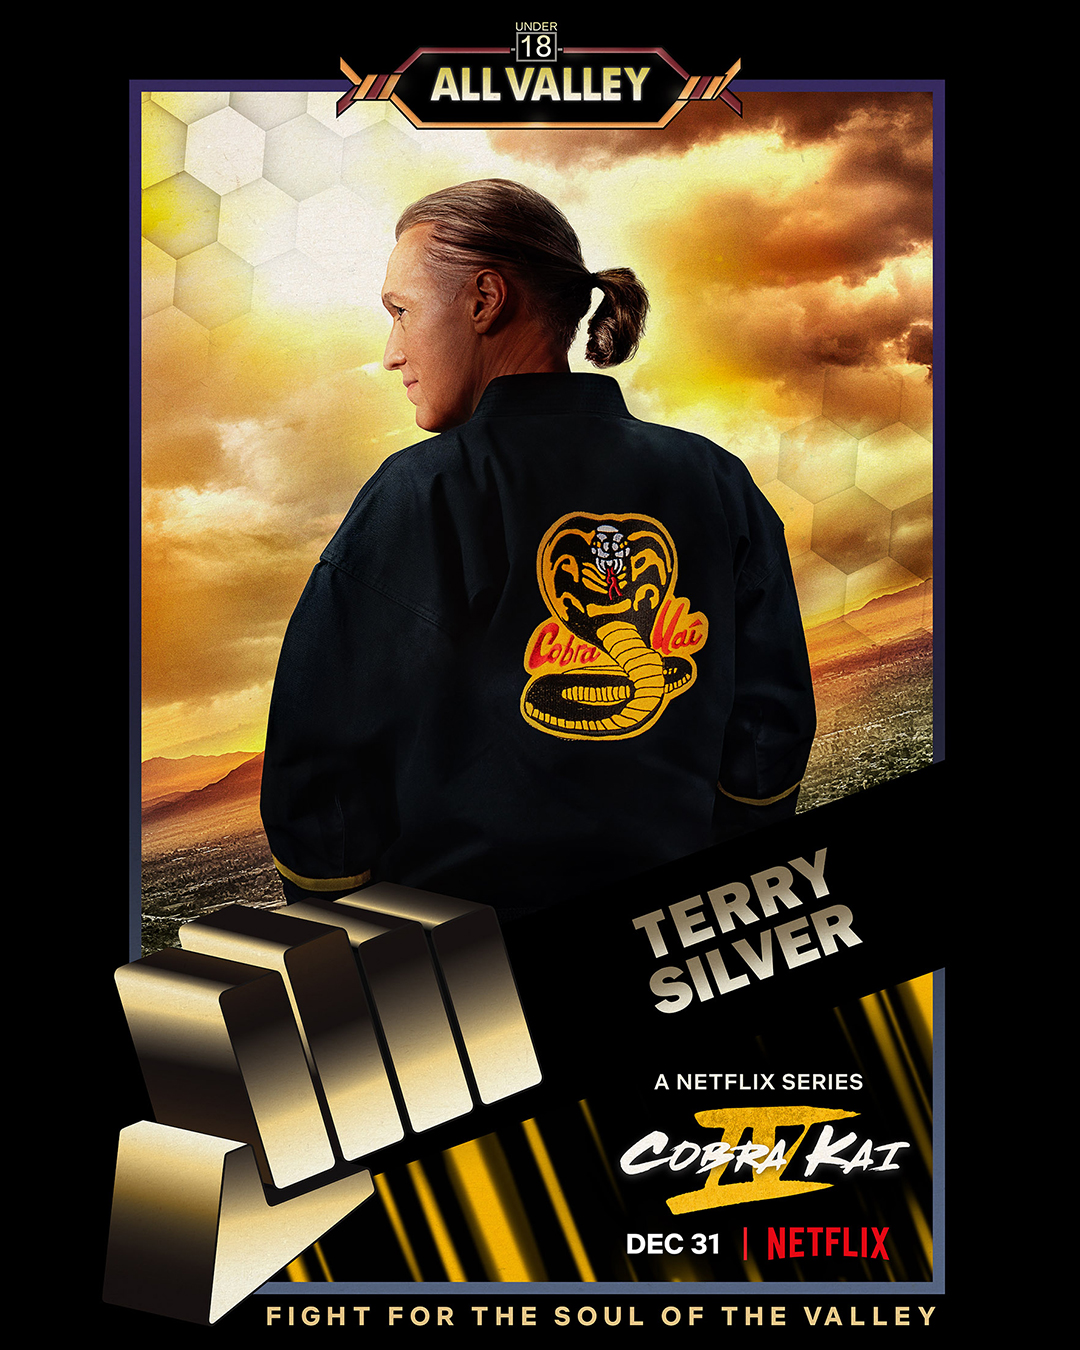 UNDER
18
ALL VALLEY
Cobra Kai
TERRY
SILVER
A NETFLIX SERIES
IV
COBRA KAI
DEC 31 | NETFLIX
FIGHT FOR THE SOUL OF THE VALLEY